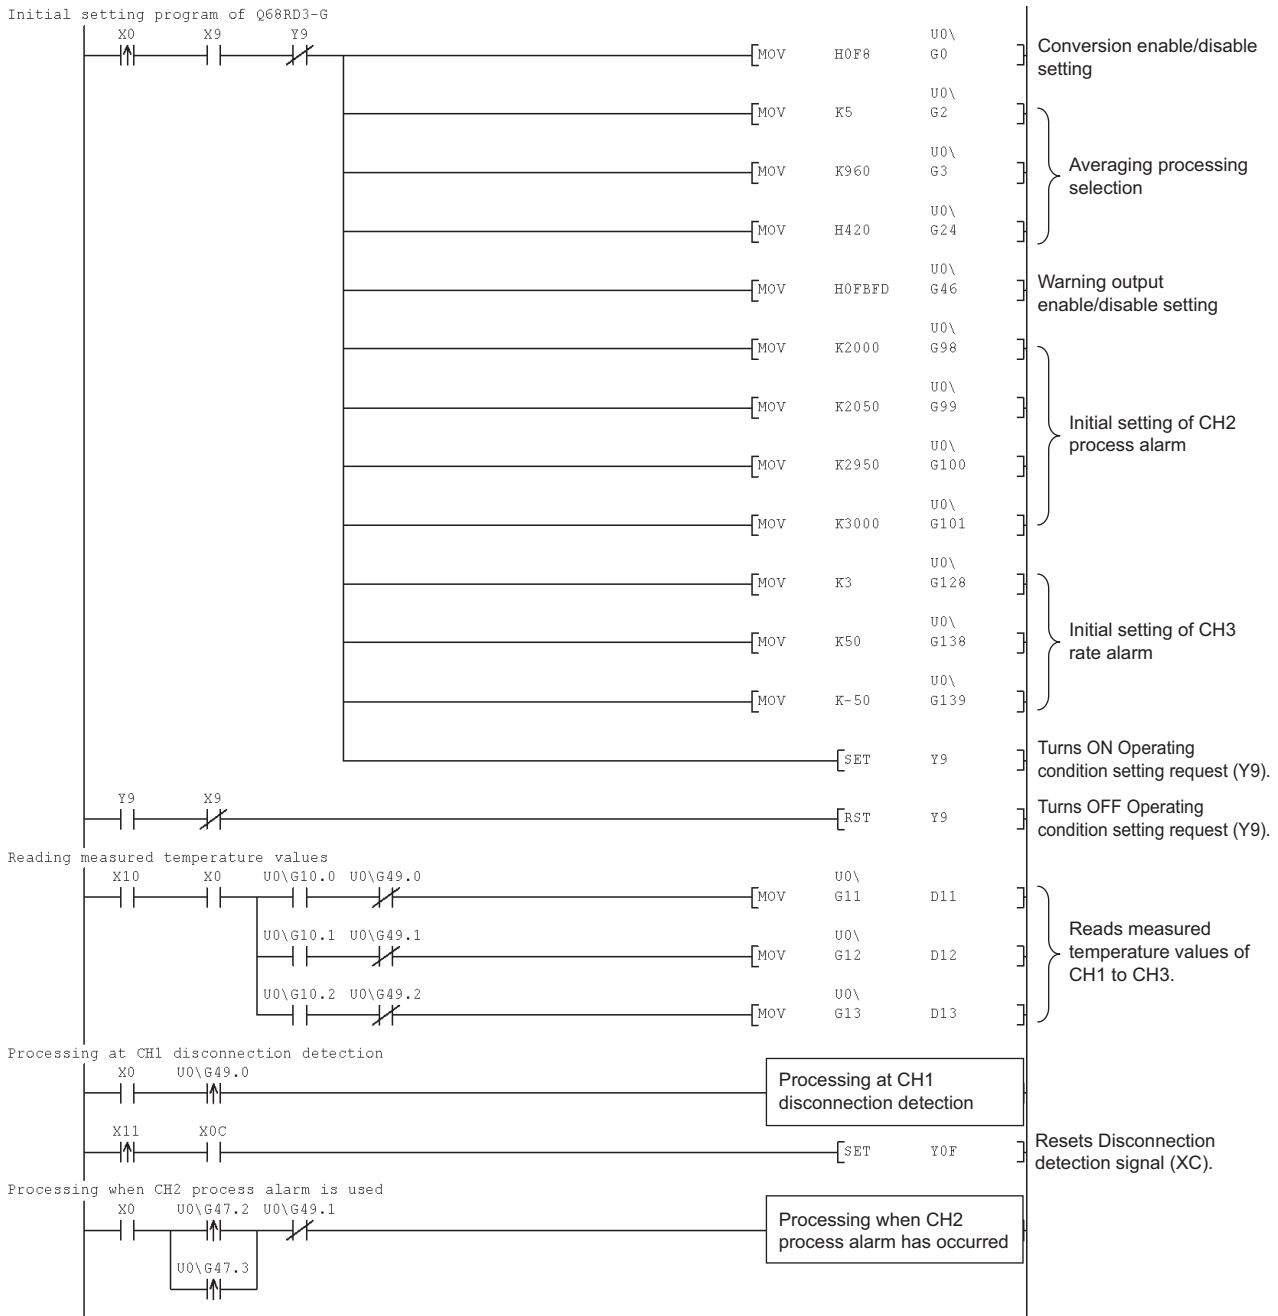 Initial setting program of Q68RD3-G
X0 X9 Y9 U0\
MOV H0F8 G0
Conversion enable/disable
setting
U0\
MOV K5 G2
U0\
MOV K960 G3
Averaging processing
selection
U0\
MOV H420 G24
U0\
MOV H0FBFD G46
Warning output
enable/disable setting
U0\
MOV K2000 G98
U0\
MOV K2050 G99
Initial setting of CH2
process alarm
U0\
MOV K2950 G100
U0\
MOV K3000 G101
U0\
MOV K3 G128
U0\
MOV K50 G138
Initial setting of CH3
rate alarm
U0\
MOV K-50 G139
SET Y9
Turns ON Operating
condition setting request (Y9).
Y9 X9
RST Y9
Turns OFF Operating
condition setting request (Y9).
Reading measured temperature values
X10 X0 U0\G10.0 U0\G49.0 U0\
MOV G11 D11
U0\G10.1 U0\G49.1 U0\
MOV G12 D12
Reads measured
temperature values of
CH1 to CH3.
U0\G10.2 U0\G49.2 U0\
MOV G13 D13
Processing at CH1 disconnection detection
X0 U0\G49.0
Processing at CH1
disconnection detection
X11 X0C
SET Y0F
Resets Disconnection
detection signal (XC).
Processing when CH2 process alarm is used
X0 U0\G47.2 U0\G49.1
Processing when CH2
process alarm has occurred
U0\G47.3